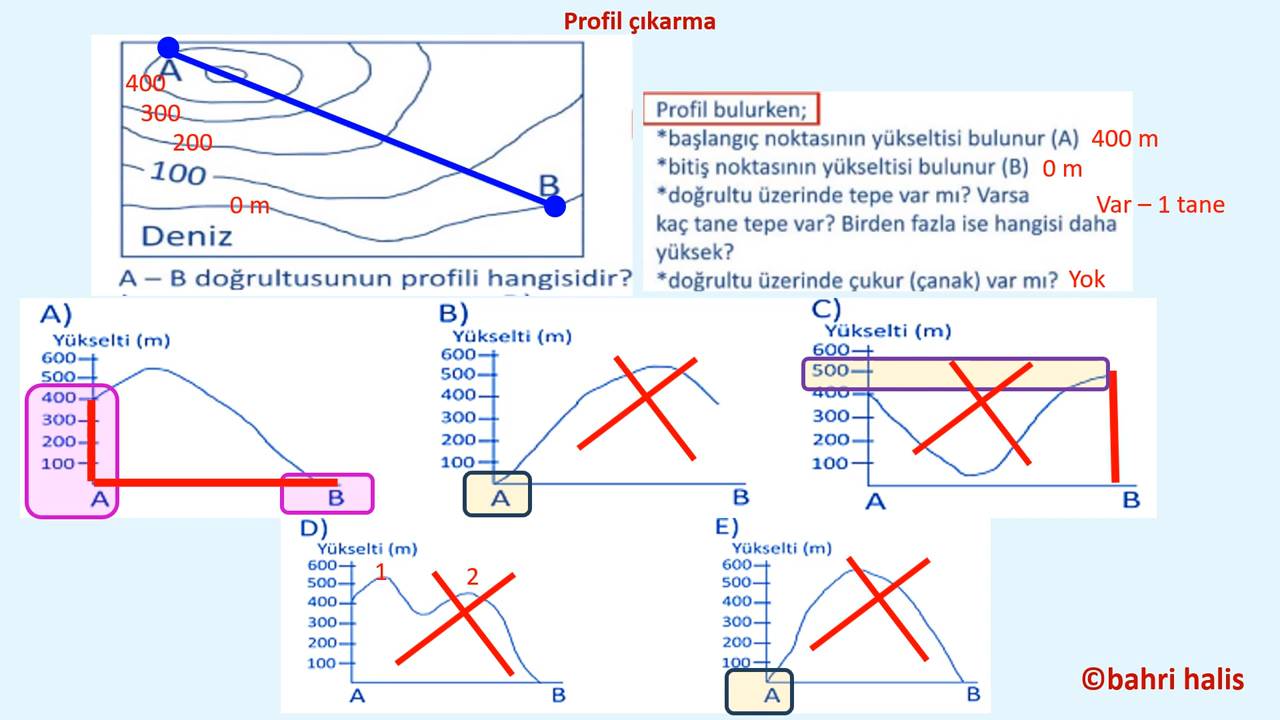 Profil çıkarma
A
400
300
200
100
0 m
B
Deniz
A – B doğrultusunun profili hangisidir?
Profil bulurken;
*başlangıç noktasının yükseltisi bulunur (A) 400 m
*bitiş noktasının yükseltisi bulunur (B) 0 m
*doğrultu üzerinde tepe var mı? Varsa
kaç tane tepe var? Birden fazla ise hangisi daha
yüksek?
Var – 1 tane
*doğrultu üzerinde çukur (çanak) var mı? Yok
A)
Yükselti (m)
600
500
400
300
200
100
A B
B)
Yükselti (m)
600
500
400
300
200
100
A B
C)
Yükselti (m)
600
500
400
300
200
100
A B
D)
Yükselti (m)
600
500
400
300
200
100
1 2
A B
E)
Yükselti (m)
600
500
400
300
200
100
A B
©bahri halis